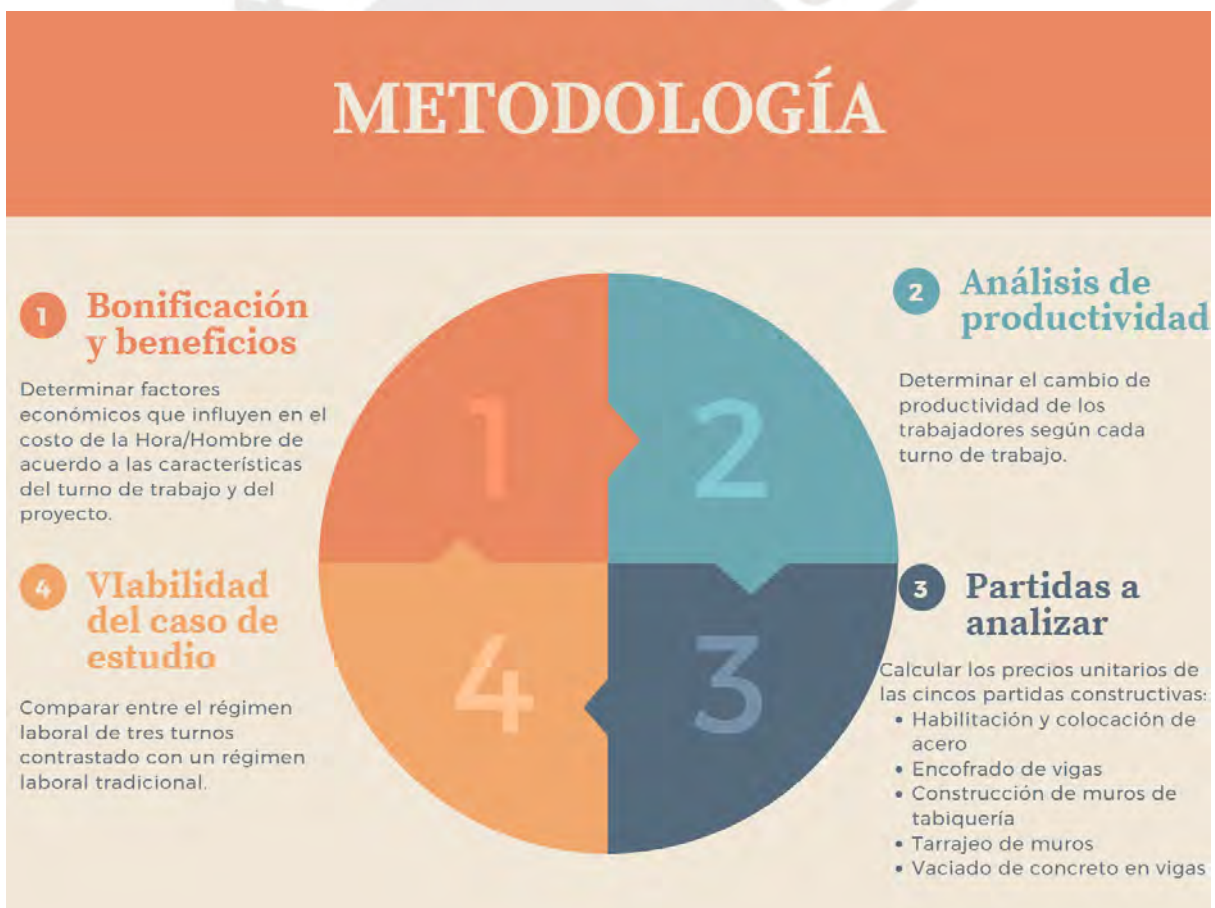 METODOLOGÍA
1
Bonificación
y beneficios
Determinar factores
económicos que influyen en el
costo de la Hora/Hombre de
acuerdo a las características
del turno de trabajo y del
proyecto.
2
Análisis de
productividad
Determinar el cambio de
productividad de los
trabajadores según cada
turno de trabajo.
3
Partidas a
analizar
Calcular los precios unitarios de
las cincos partidas constructivas:
• Habilitación y colocación de
acero
• Encofrado de vigas
• Construcción de muros de
tabiquería
• Tarrajeo de muros
• Vaciado de concreto en vigas
4
VIabilidad
del caso de
estudio
Comparar entre el régimen
laboral de tres turnos
contrastado con un régimen
laboral tradicional.
1
2
3
4